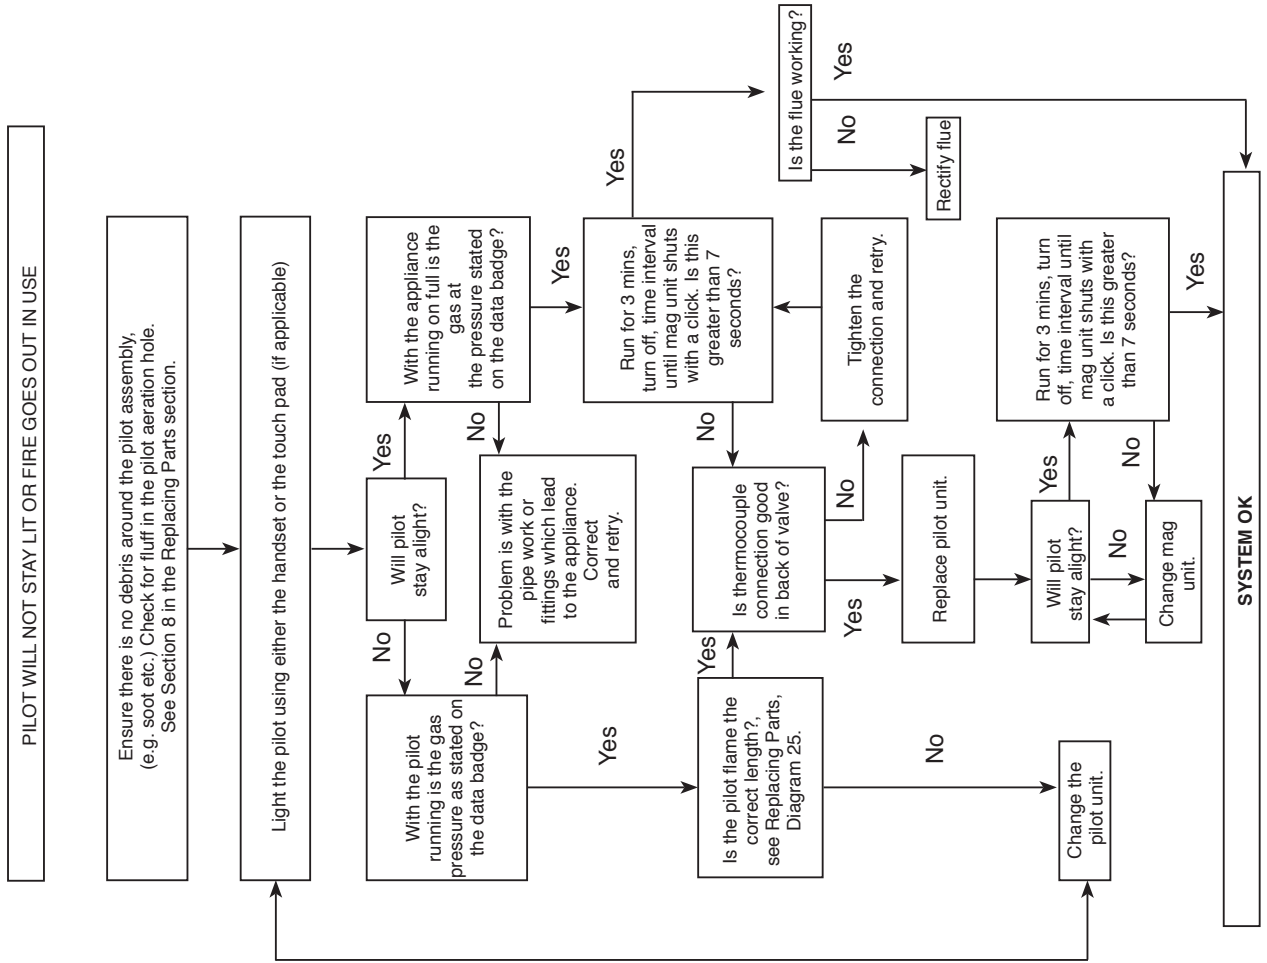 PILOT WILL NOT STAY LIT OR FIRE GOES OUT IN USE
Ensure there is no debris around the pilot assembly,
(e.g. soot etc.) Check for fluff in the pilot aeration hole.
See Section 8 in the Replacing Parts section.
Light the pilot using either the handset or the touch pad (if applicable)
Will pilot
stay alight?
No
Yes
With the pilot
running is the gas
pressure as stated on
the data badge?
With the appliance
running on full is the
gas at
the pressure stated
on the data badge?
No
No
Problem is with the
pipe work or
fittings which lead
to the appliance.
Correct
and retry.
Yes
Yes
Run for 3 mins,
turn off, time interval
until mag unit shuts
with a click. Is this
greater than 7
seconds?
Yes
Is the pilot flame the
correct length?,
see Replacing Parts,
Diagram 25.
Yes
No
Is thermocouple
connection good
in back of valve?
No
Tighten the
connection and retry.
Is the flue working?
No
Yes
Rectify flue
Yes
Replace pilot unit.
No
Will pilot
stay alight?
Yes
Run for 3 mins, turn
off, time interval until
mag unit shuts with
a click. Is this greater
than 7 seconds?
No
No
Change mag
unit.
Change the
pilot unit.
Yes
SYSTEM OK